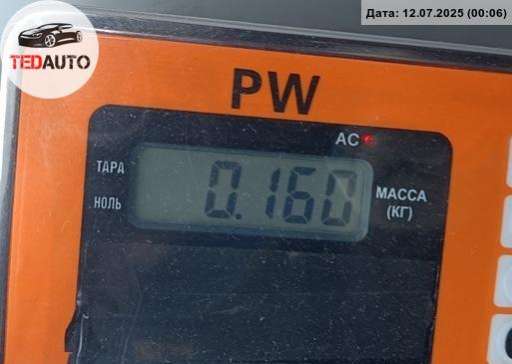 Дата: 12.07.2025 (00:06)
TEDAUTO
PW
AC
ТАРА
НОЛЬ
0.160
МАССА
(КГ)